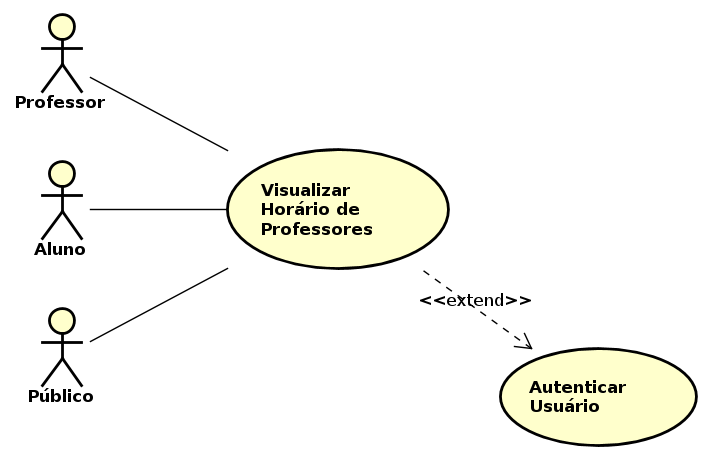 Professor
Visualizar
Horário de
Professores
Aluno
<<extend>>
Público
Autenticar
Usuário